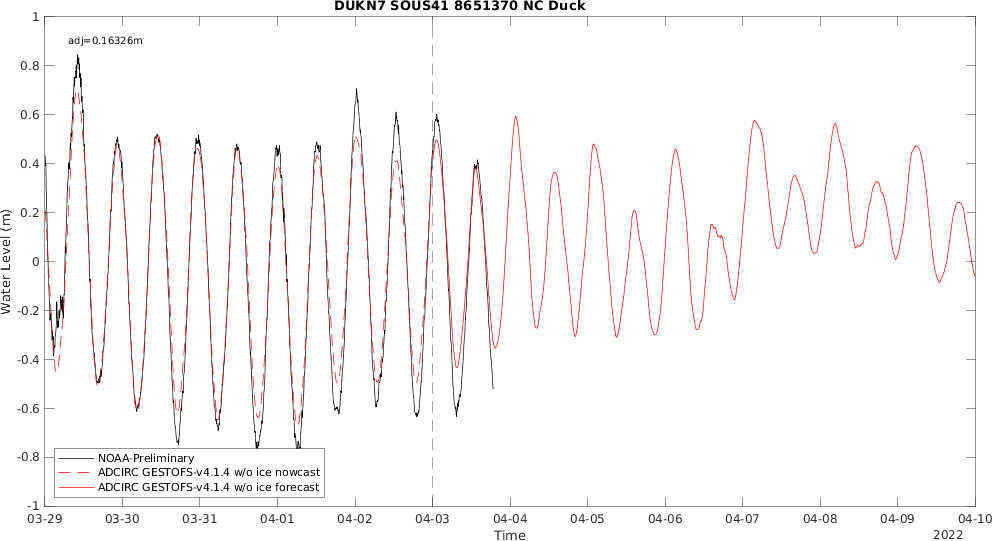 DUKN7 SOUS41 8651370 NC Duck
adj=0.16326m
1
0.8
0.6
0.4
0.2
0
-0.2
-0.4
-0.6
-0.8
-1
Water Level (m)
NOAA-Preliminary
ADCIRC GESTOFS-v4.1.4 w/o ice nowcast
ADCIRC GESTOFS-v4.1.4 w/o ice forecast
03-29 03-30 03-31 04-01 04-02 04-03 04-04 04-05 04-06 04-07 04-08 04-09 04-10
Time
2022